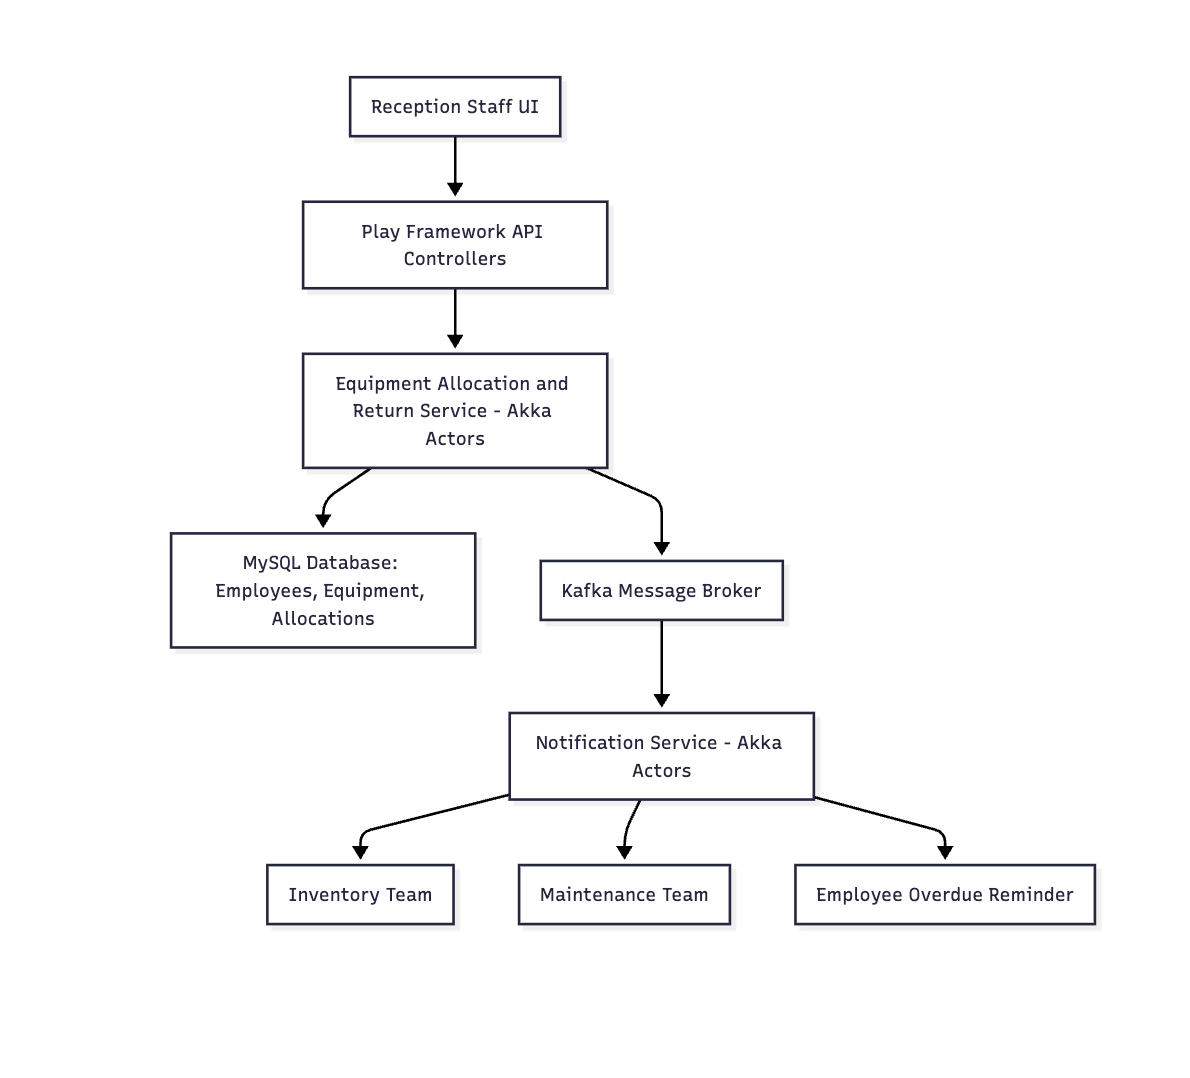 Reception Staff UI
Play Framework API
Controllers
Equipment Allocation and
Return Service - Akka
Actors
MySQL Database:
Employees, Equipment,
Allocations
Kafka Message Broker
Notification Service - Akka
Actors
Inventory Team
Maintenance Team
Employee Overdue Reminder